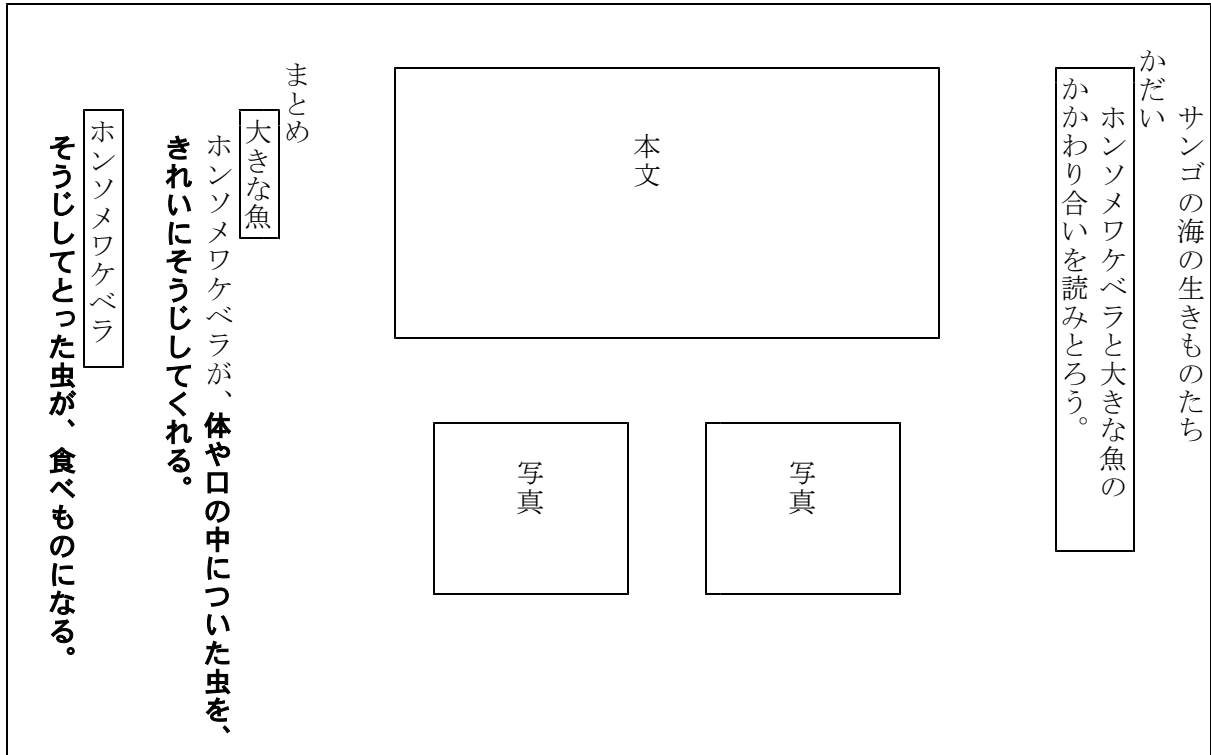 サンゴの海の生きものたち
かだい
ホンソメワケベラと大きな魚の
かかわり合いを読みとろう。
本文
写真
写真
まとめ
大きな魚
ホンソメワケベラが、体や口の中についた虫を、
きれいにそうじしてくれる。
ホンソメワケベラ
そうじしてとった虫が、食べものになる。